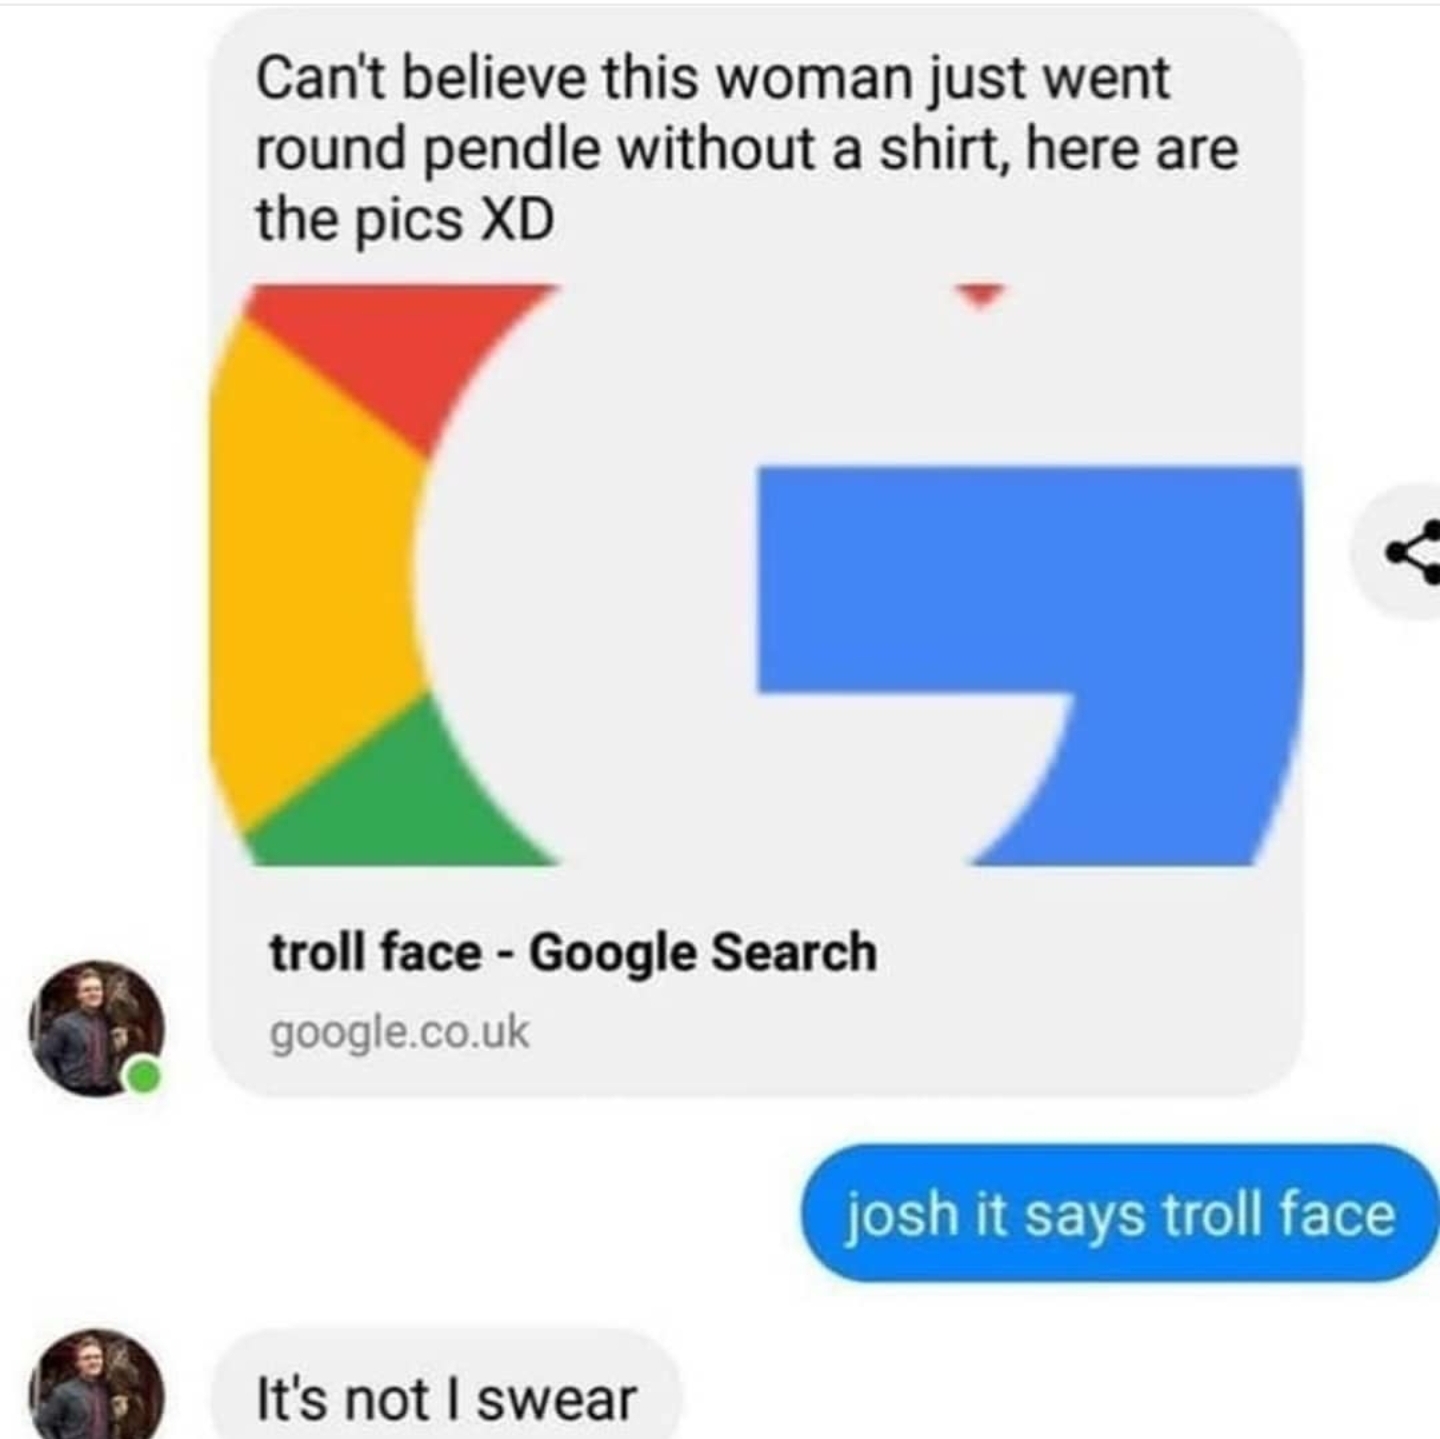 Can't believe this woman just went
round pendle without a shirt, here are
the pics XD
troll face - Google Search
google.co.uk
josh it says troll face
It's not I swear